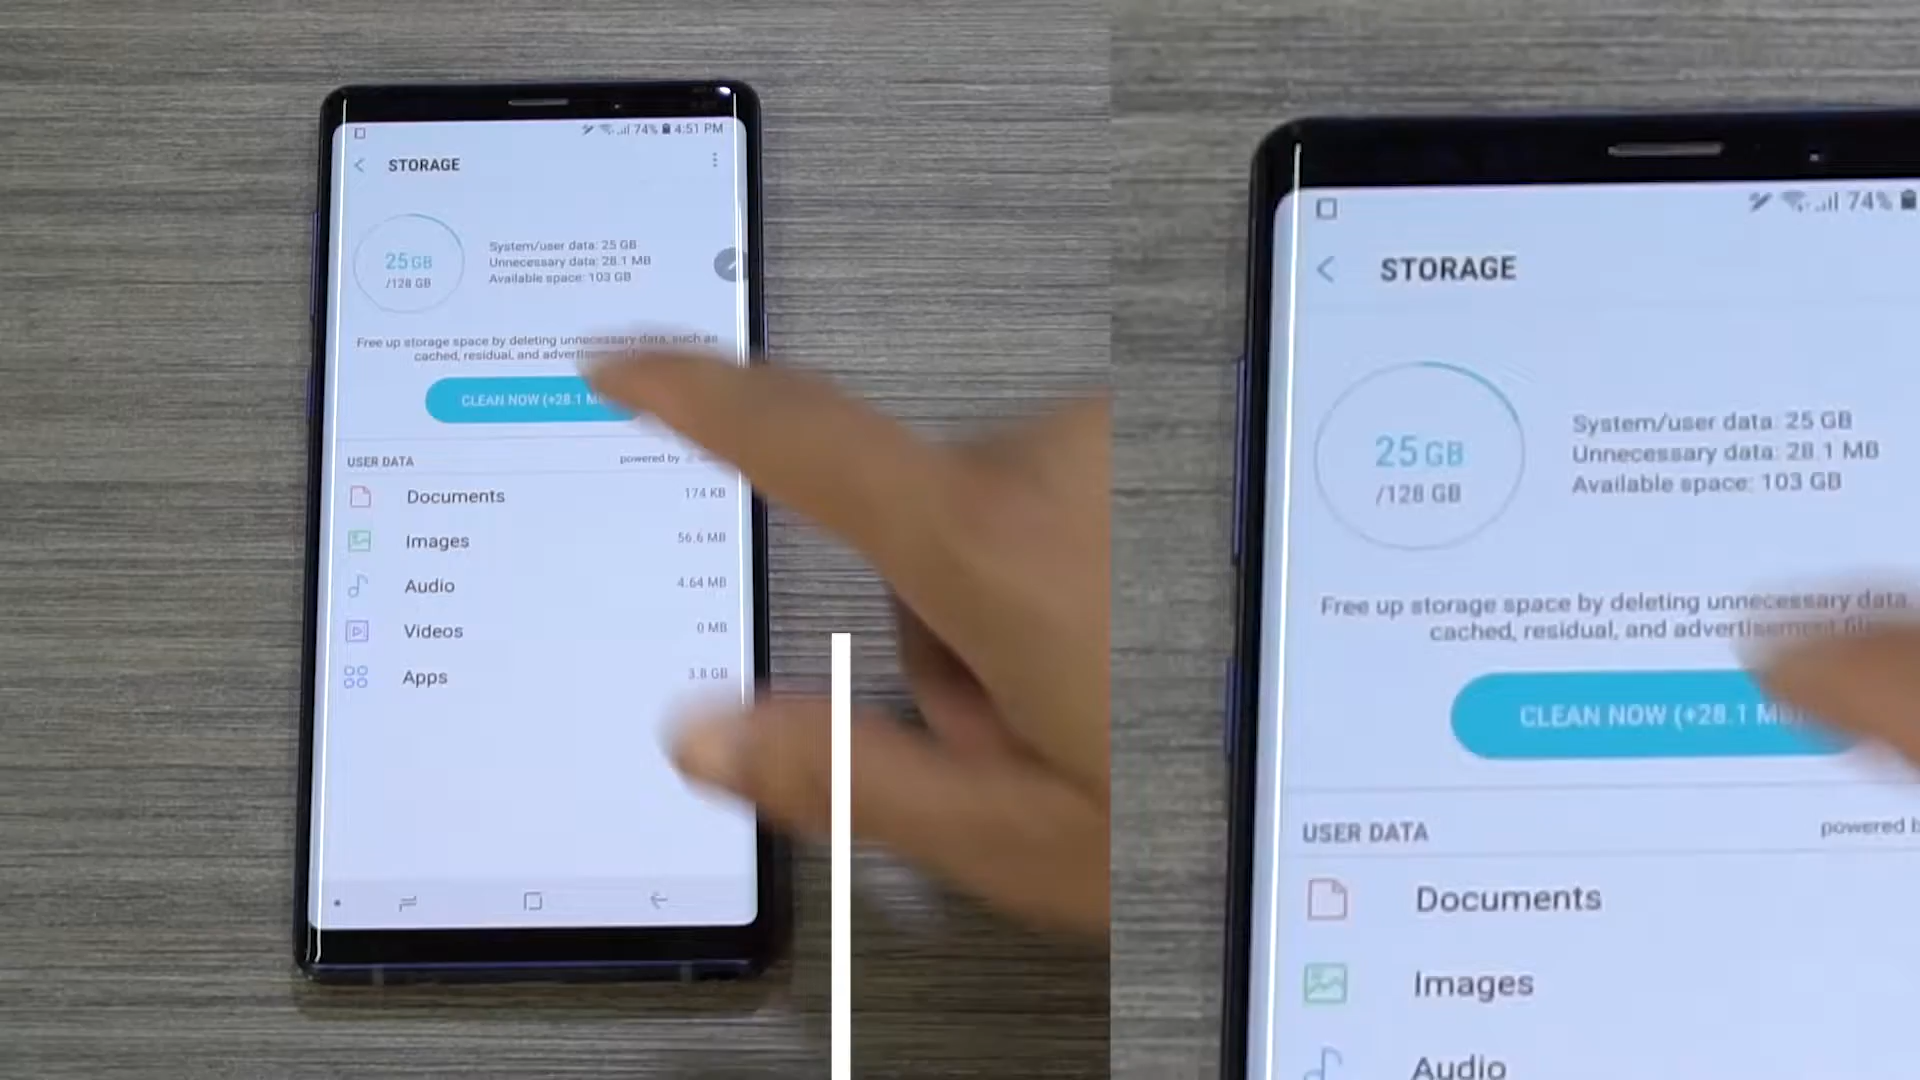 74% 4:51 PM
STORAGE
25 GB
/128 GB
System/user data: 25 GB
Unnecessary data: 28.1 MB
Available space: 103 GB
Free up storage space by deleting unnecessary data, such as
cached, residual, and advertisement
CLEAN NOW (+28.1 M
USER DATA
powered by
Documents 174 KB
Images 56.6 MB
Audio 4.64 MB
Videos 0 MB
Apps 3.8 GB
74%
STORAGE
25 GB
/128 GB
System/user data: 25 GB
Unnecessary data: 28.1 MB
Available space: 103 GB
Free up storage space by deleting unnecessary data
cached, residual, and advertisement
CLEAN NOW (+28.1 MB
USER DATA
powered
Documents
Images
Audio